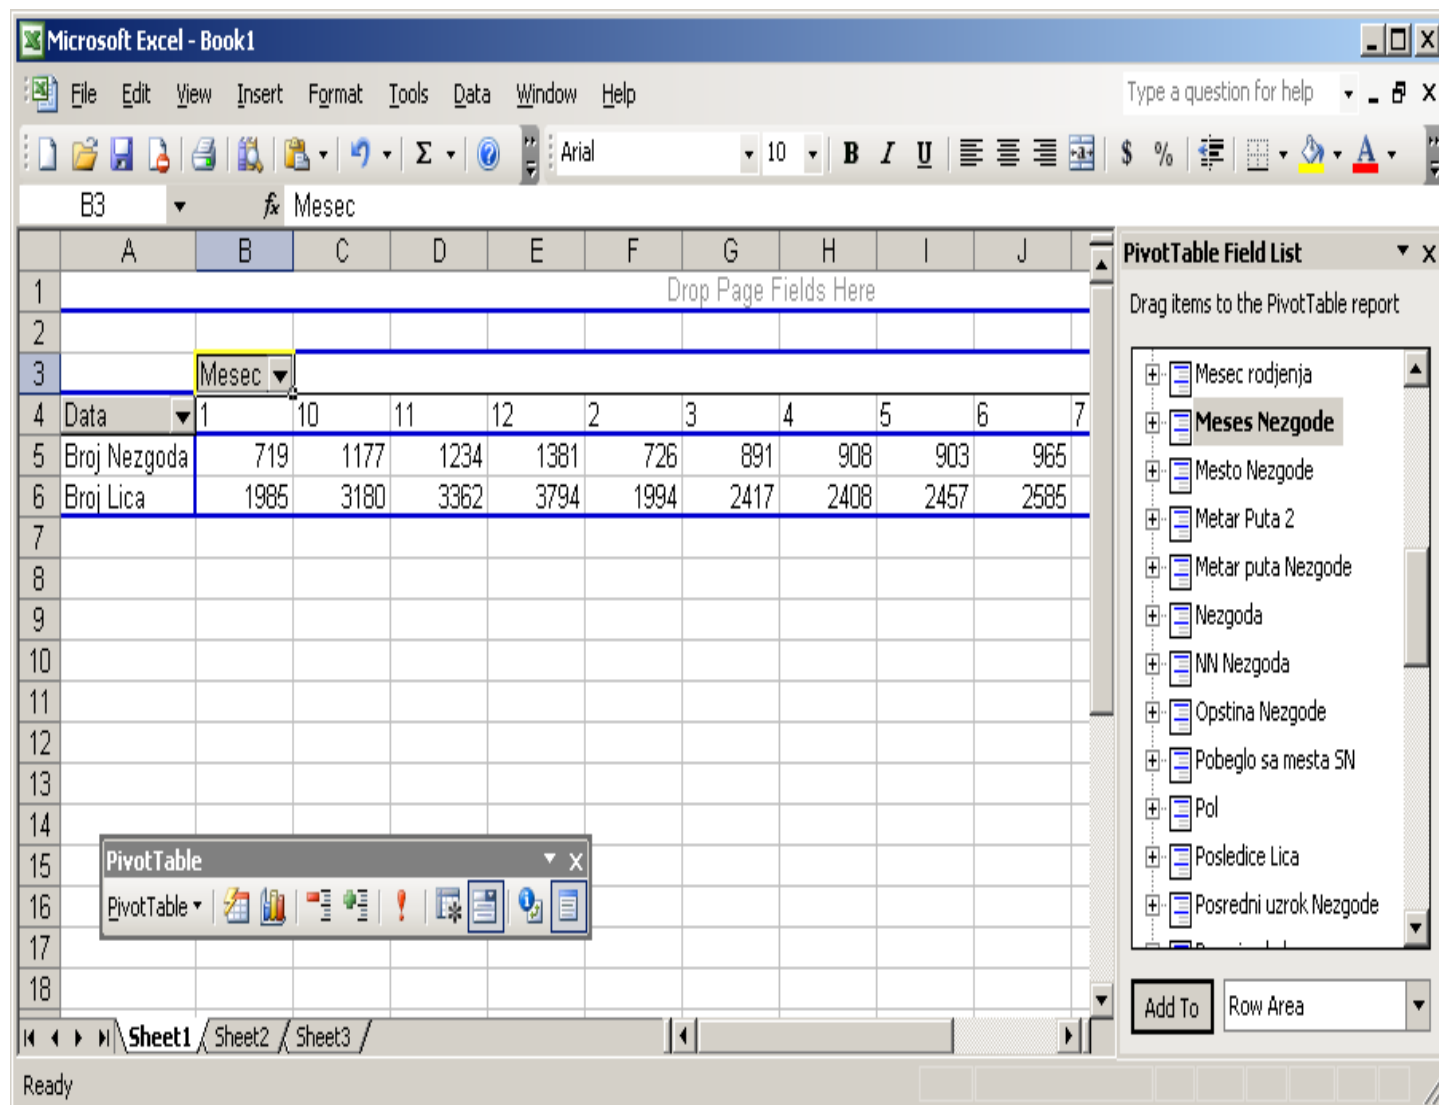 Microsoft Excel - Book1
File Edit View Insert Format Tools Data Window Help Type a question for help
Arial 10 B I U $ %
B3 fx Mesec
A B C D E F G H I J
PivotTable Field List
Drag items to the PivotTable report
1 Drop Page Fields Here
2
3 Mesec
4 Data 1 10 11 12 2 3 4 5 6 7
5 Broj Nezgoda 719 1177 1234 1381 726 891 908 903 965
6 Broj Lica 1985 3180 3362 3794 1994 2417 2408 2457 2585
7
8
9
10
11
12
13
14
15
16
17
18
Mesec rodjenja
Meses Nezgode
Mesto Nezgode
Metar Puta 2
Metar puta Nezgode
Nezgoda
NN Nezgoda
Opstina Nezgode
Pobeglo sa mesta SN
Pol
Posledice Lica
Posredni uzrok Nezgode
Add To Row Area
PivotTable
PivotTable
Sheet1 Sheet2 Sheet3
Ready